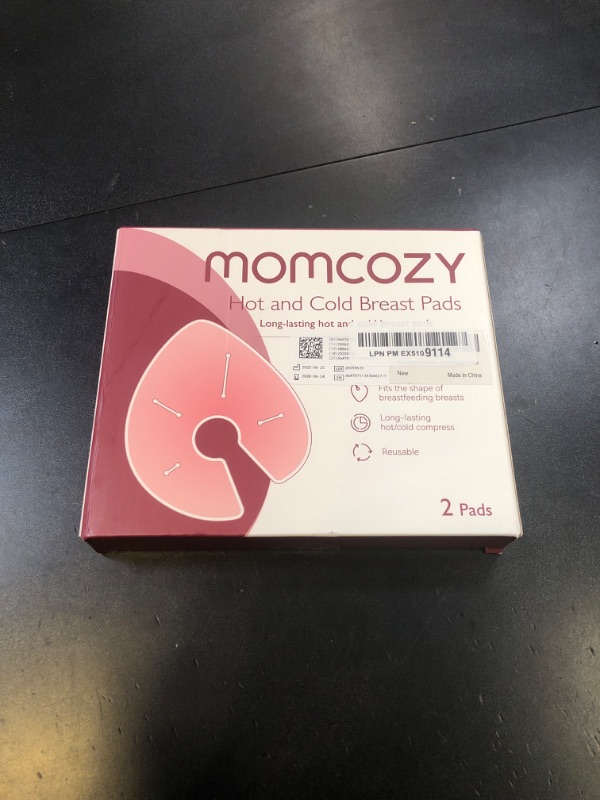 momcozy
Hot and Cold Breast Pads
Long-lasting hot and
LPN PM EX5109114
New
Made in China
Fits the shape of
breastfeeding breasts
Long-lasting
hot/cold compress
Reusable
2 Pads